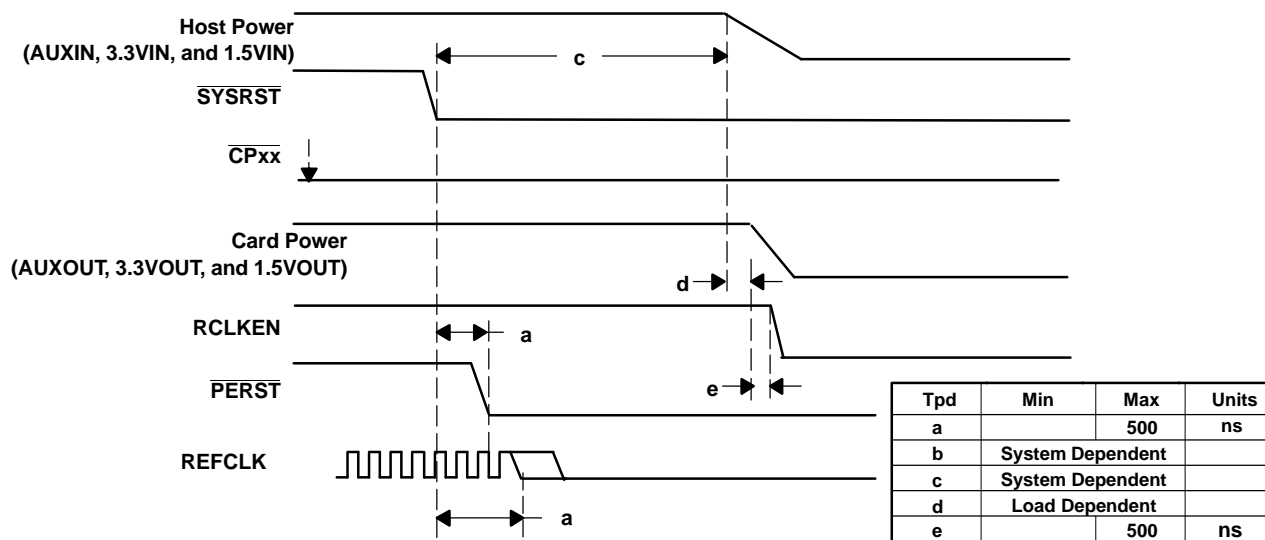 Host Power
(AUXIN, 3.3VIN, and 1.5VIN)
c
SYSRST
CPxx
Card Power
(AUXOUT, 3.3VOUT, and 1.5VOUT)
d
RCLKEN
a
PERST
e
REFCLK
a
Tpd Min Max Units
a 500 ns
b System Dependent
c System Dependent
d Load Dependent
e 500 ns